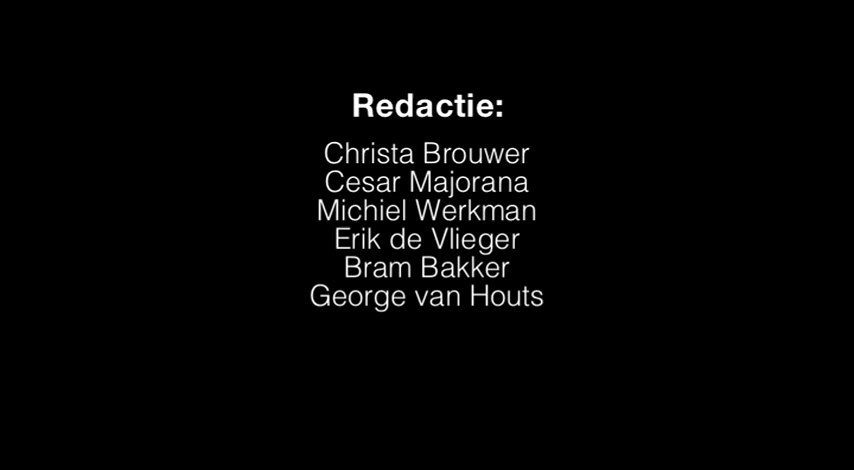 Redactie:
Christa Brouwer
Cesar Majorana
Michiel Werkman
Erik de Vlieger
Bram Bakker
George van Houts